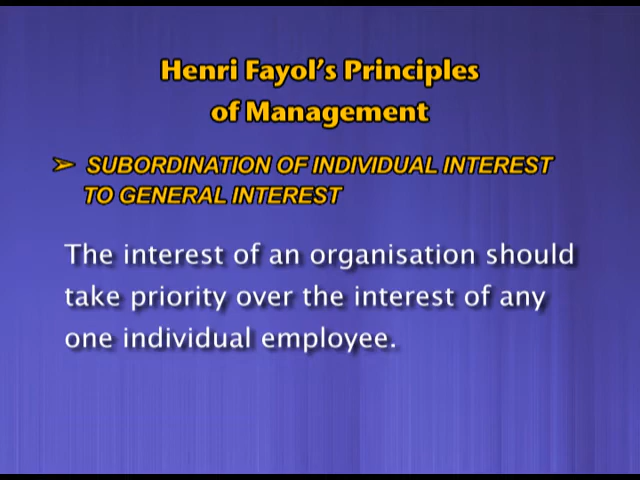 Henri Fayol's Principles
of Management
➢ SUBORDINATION OF INDIVIDUAL INTEREST
TO GENERAL INTEREST
The interest of an organisation should
take priority over the interest of any
one individual employee.